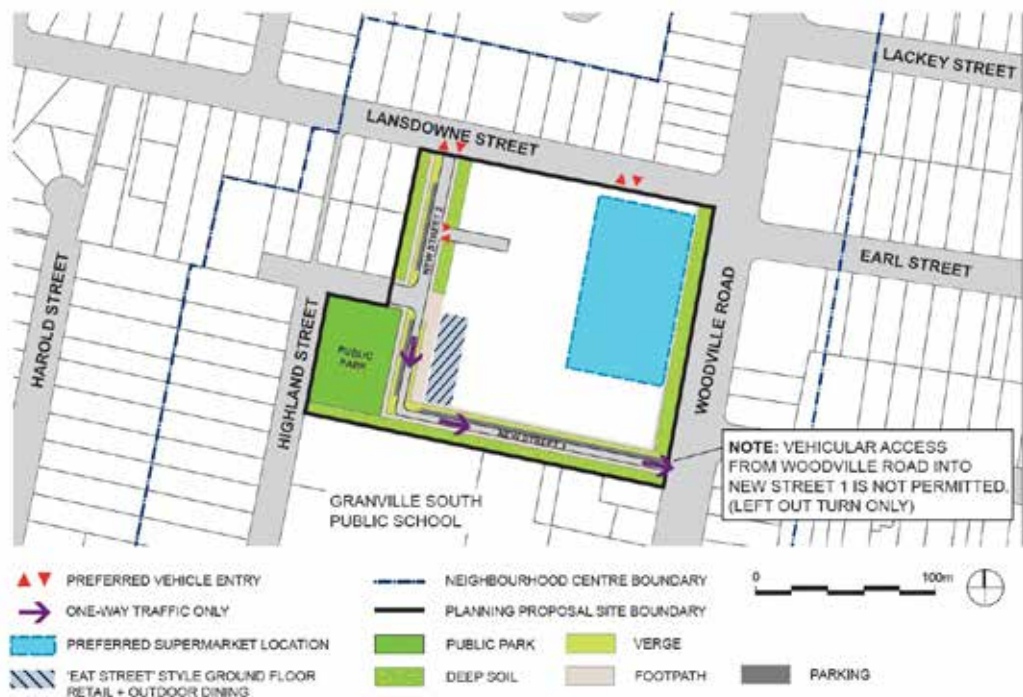 LACKEY STREET
LANSDOWNE STREET
EARL STREET
HAROLD STREET
HIGHLAND STREET
NEW STREET 2
WOODVILLE ROAD
PUBLIC
PARK
NEW STREET 1
GRANVILLE SOUTH
PUBLIC SCHOOL
NOTE: VEHICULAR ACCESS
FROM WOODVILLE ROAD INTO
NEW STREET 1 IS NOT PERMITTED.
(LEFT OUT TURN ONLY)
PREFERRED VEHICLE ENTRY
ONE-WAY TRAFFIC ONLY
PREFERRED SUPERMARKET LOCATION
'EAT STREET' STYLE GROUND FLOOR
RETAIL + OUTDOOR DINING
NEIGHBOURHOOD CENTRE BOUNDARY
PLANNING PROPOSAL SITE BOUNDARY
PUBLIC PARK
DEEP SOIL
VERGE
FOOTPATH
PARKING
0 100m